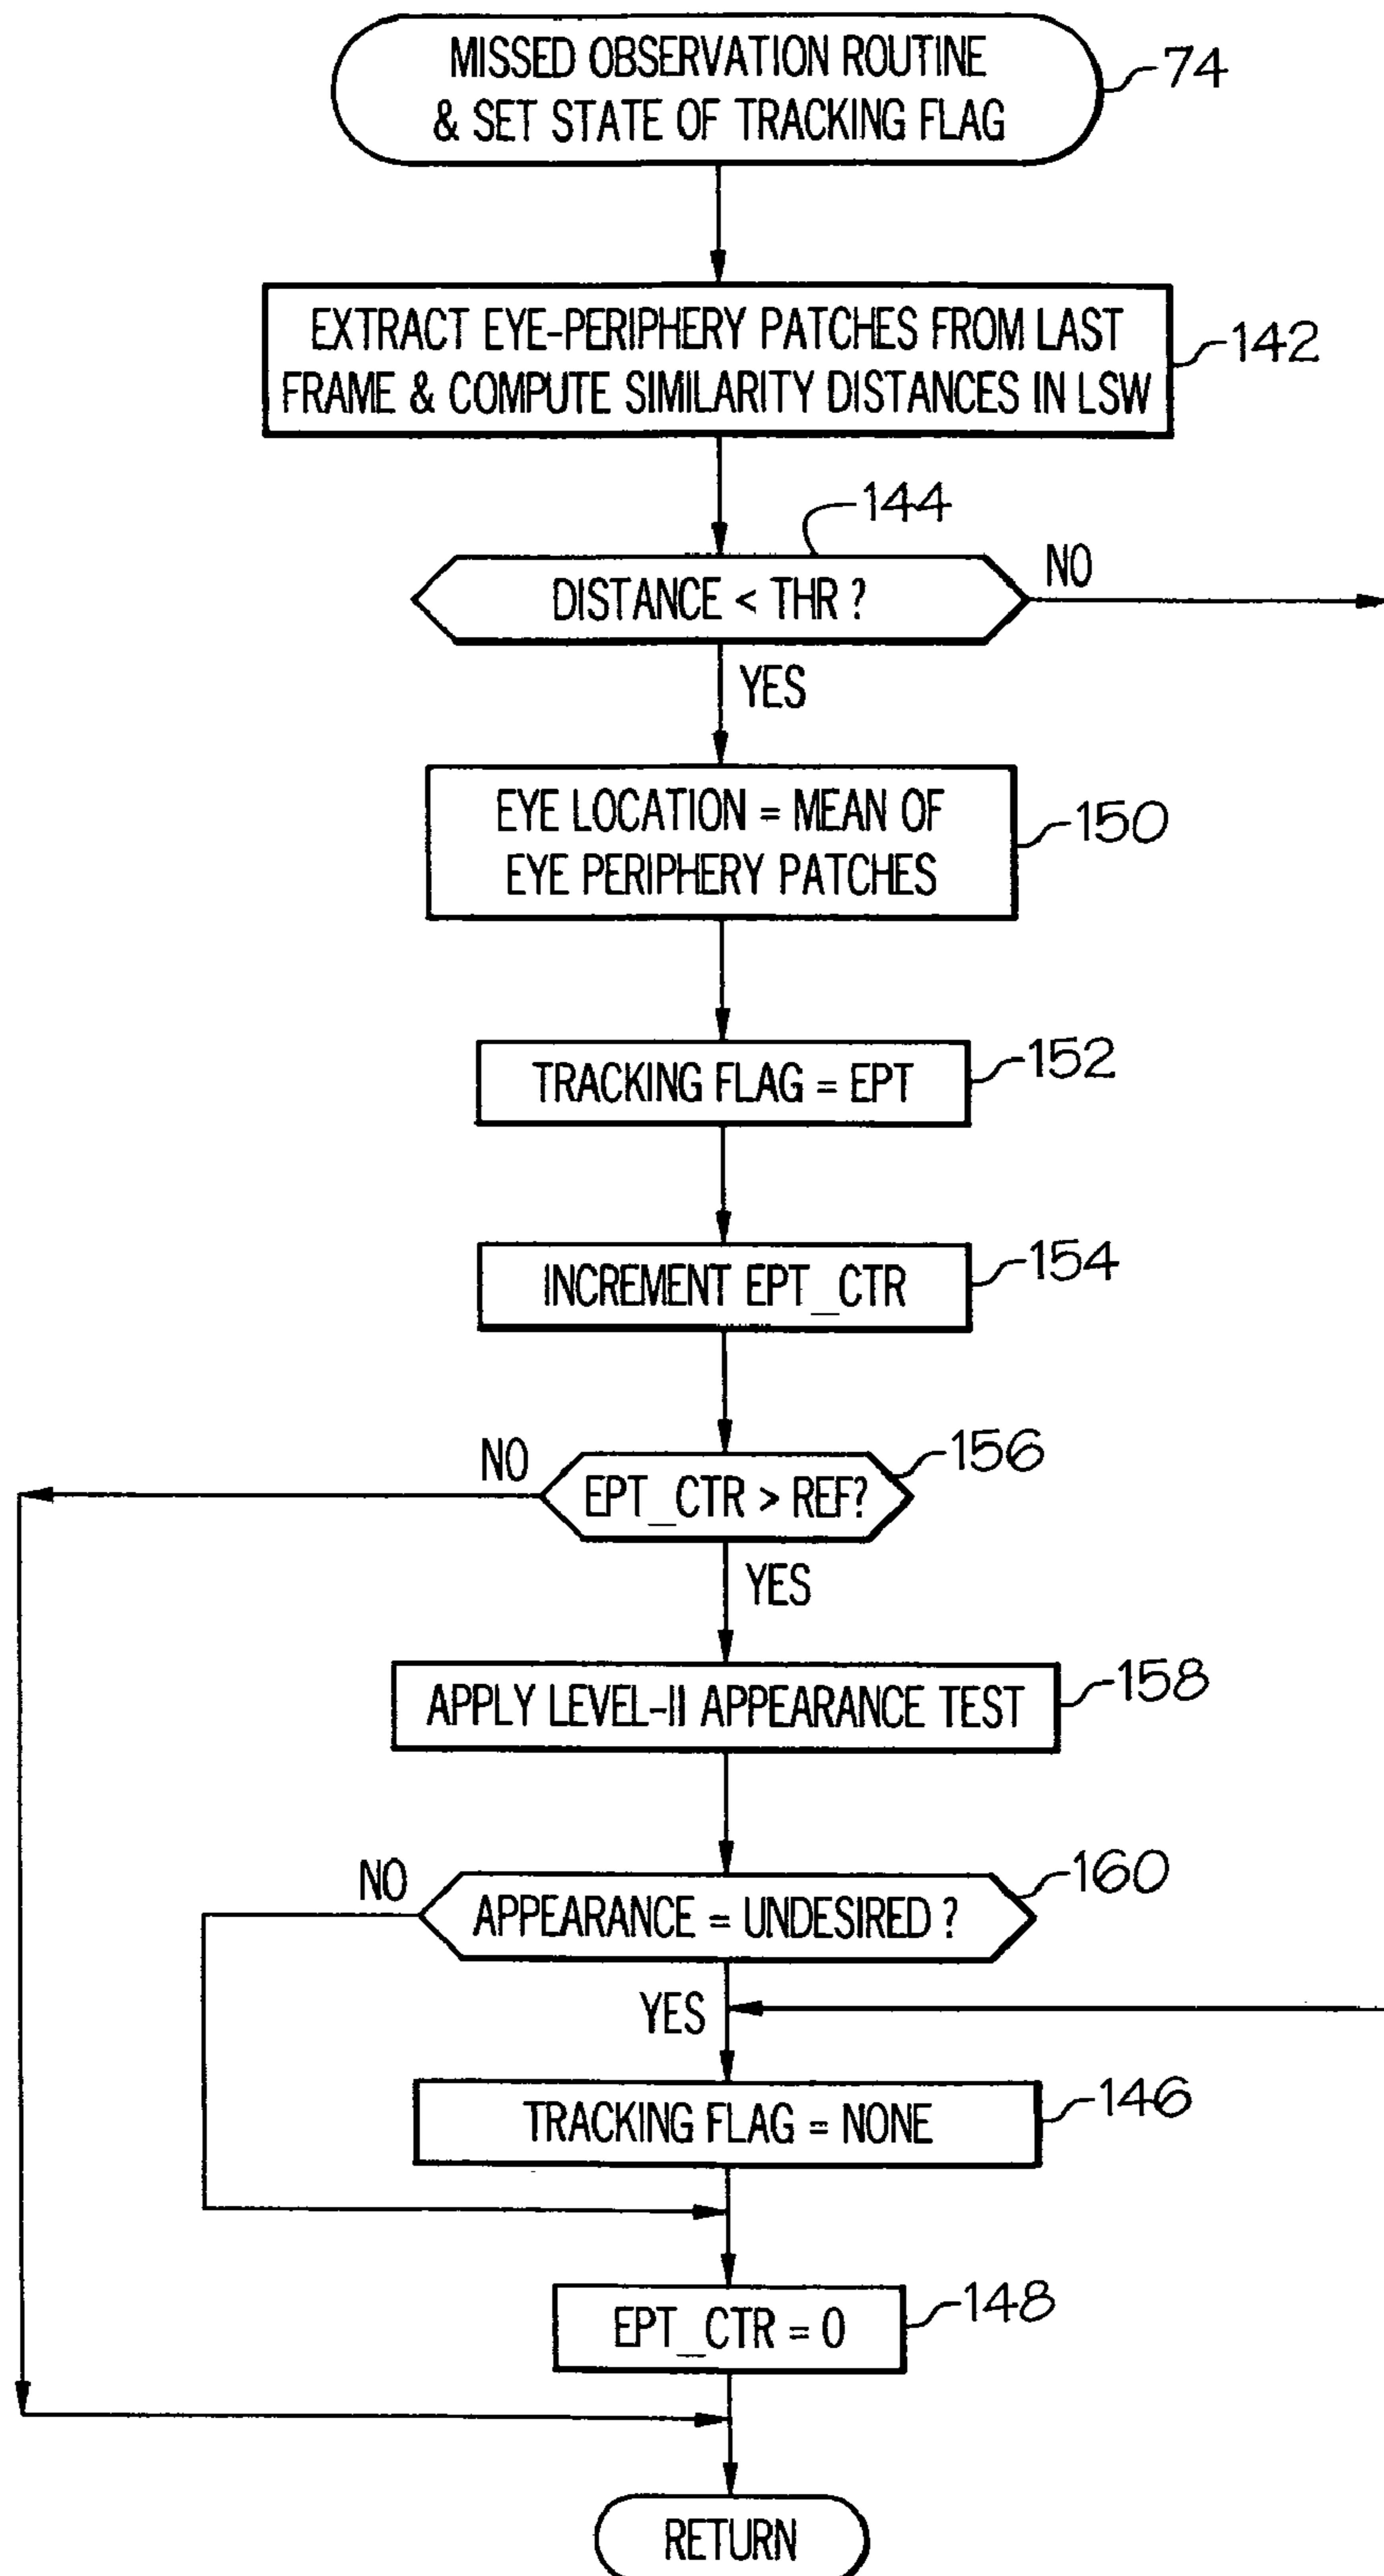 MISSED OBSERVATION ROUTINE
& SET STATE OF TRACKING FLAG
74
EXTRACT EYE-PERIPHERY PATCHES FROM LAST
FRAME & COMPUTE SIMILARITY DISTANCES IN LSW
142
144
DISTANCE < THR ?
NO
YES
EYE LOCATION = MEAN OF
EYE PERIPHERY PATCHES
150
TRACKING FLAG = EPT
152
INCREMENT EPT_CTR
154
NO
EPT_CTR > REF?
156
YES
APPLY LEVEL-II APPEARANCE TEST
158
NO
APPEARANCE = UNDESIRED ?
160
YES
TRACKING FLAG = NONE
146
EPT_CTR = 0
148
RETURN